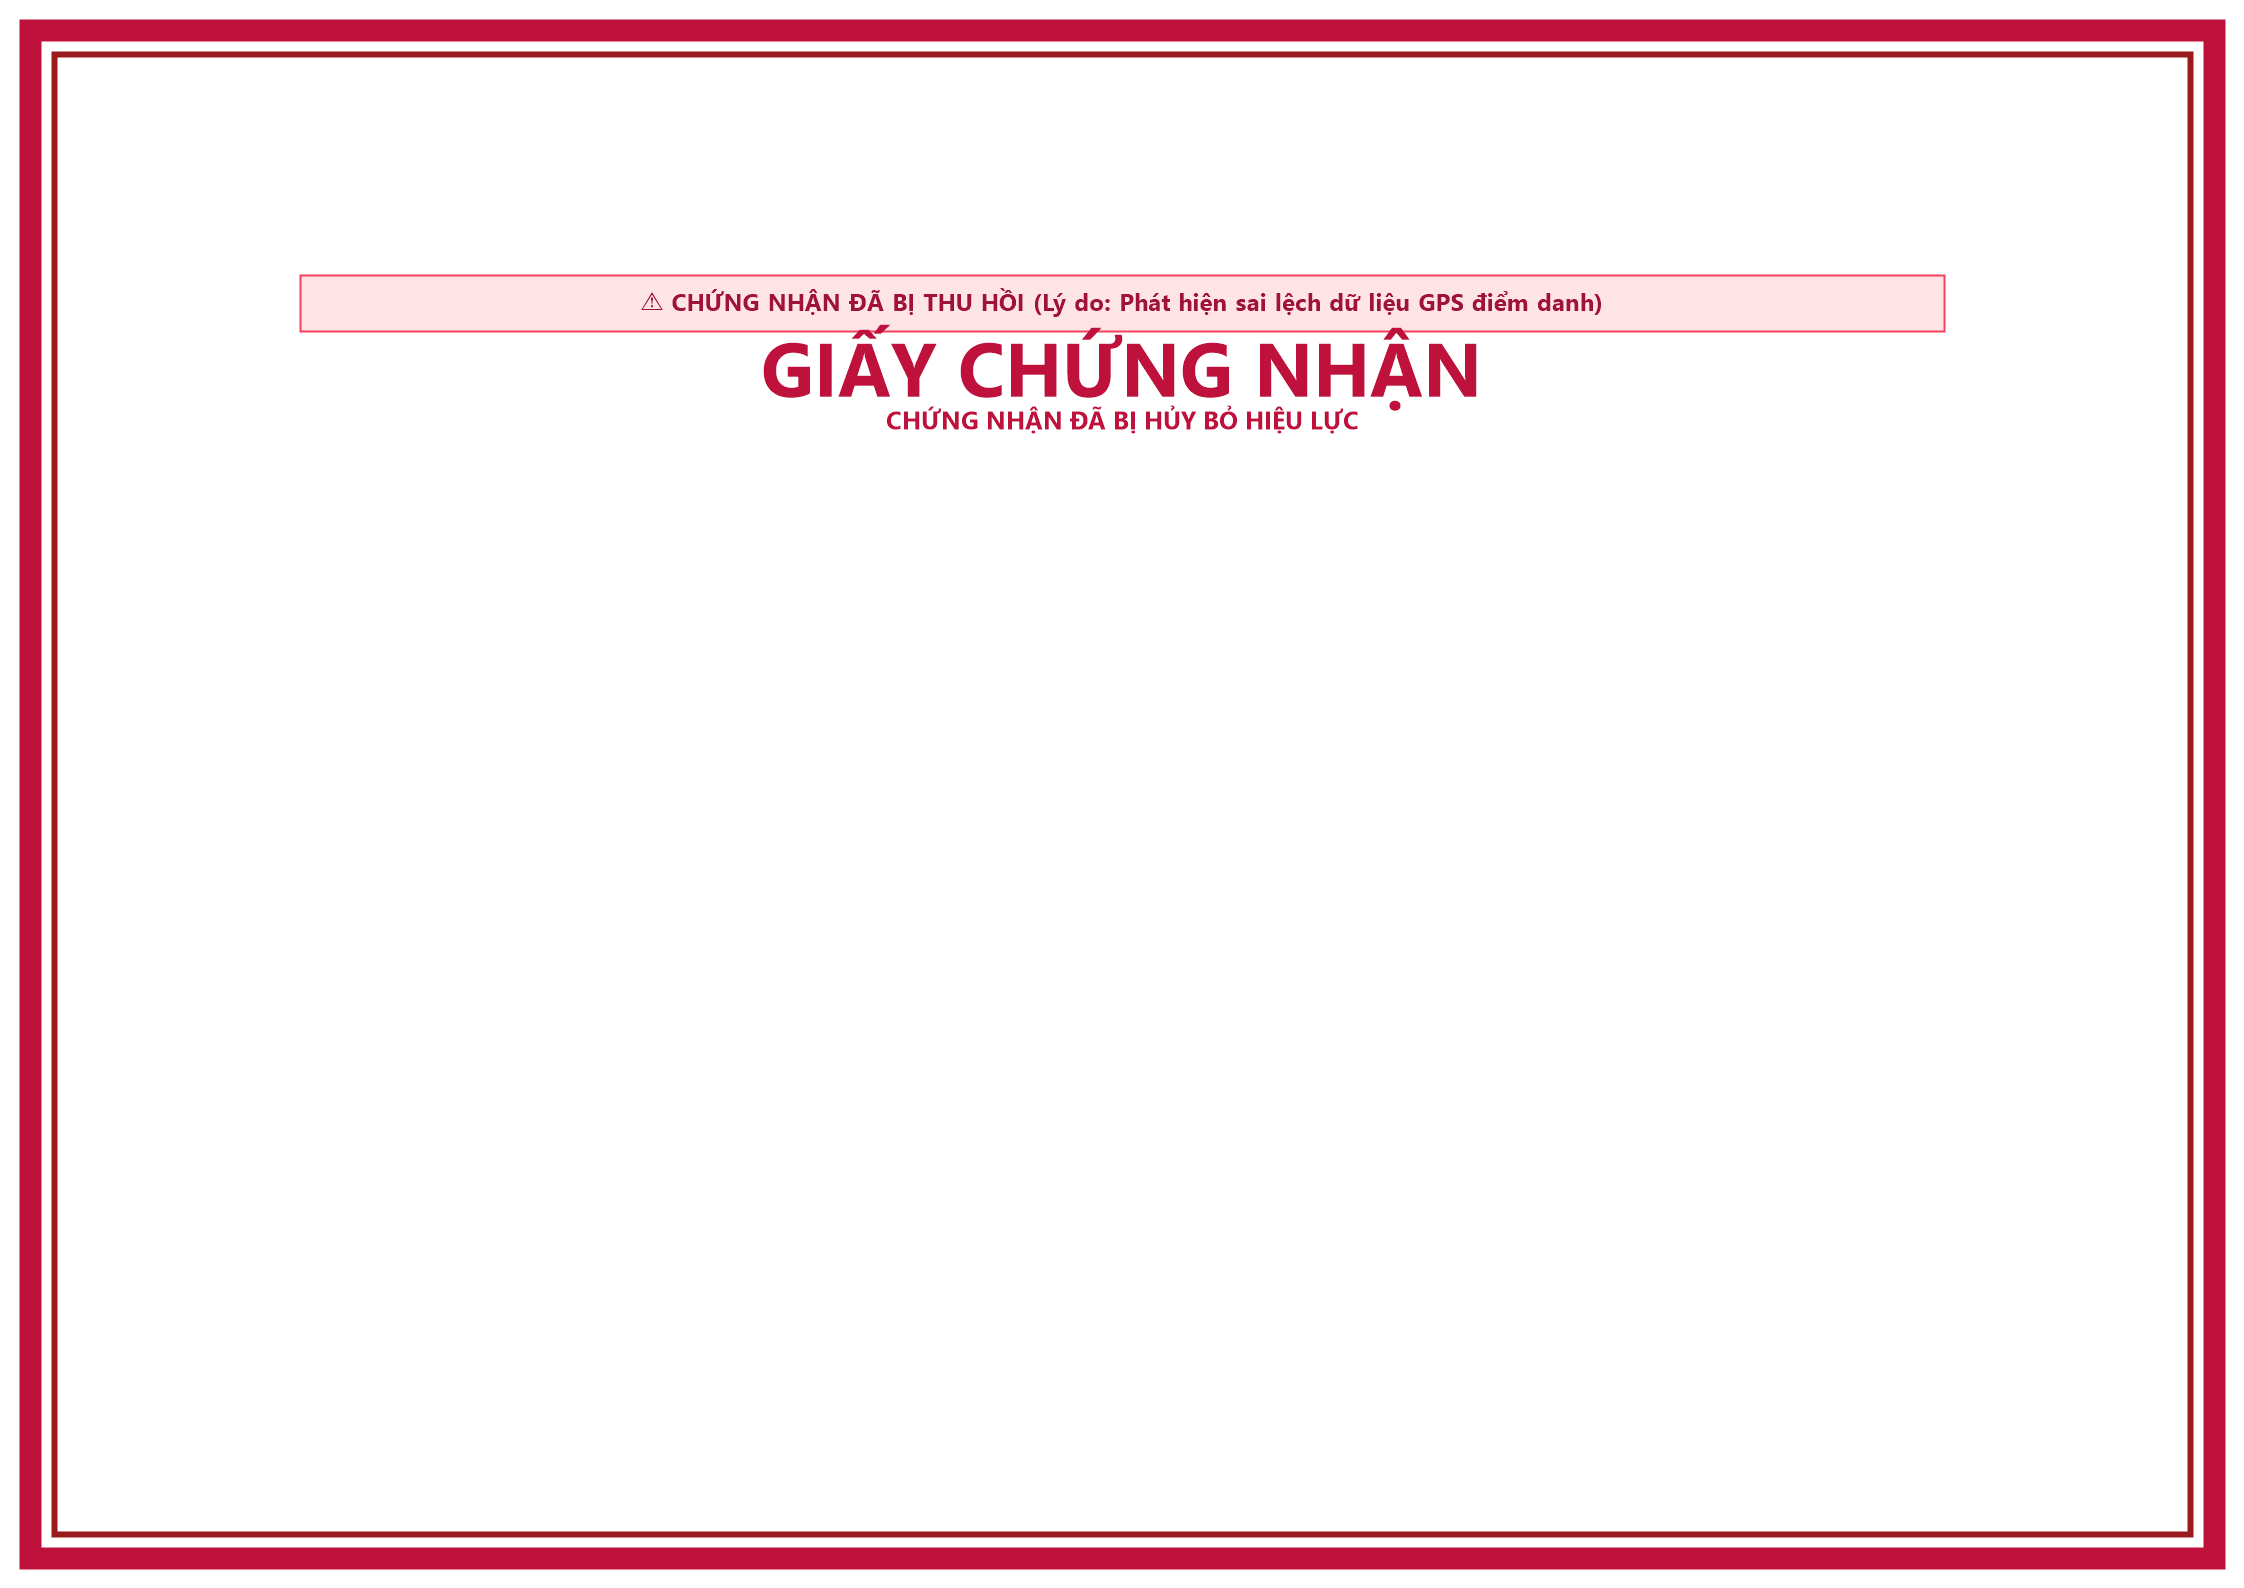 ⚠ CHỨNG NHẬN ĐÃ BỊ THU HỒI (Lý do: Phát hiện sai lệch dữ liệu GPS điểm danh)
GIẤY CHỨNG NHẬN
CHỨNG NHẬN ĐÃ BỊ HỦY BỎ HIỆU LỰC